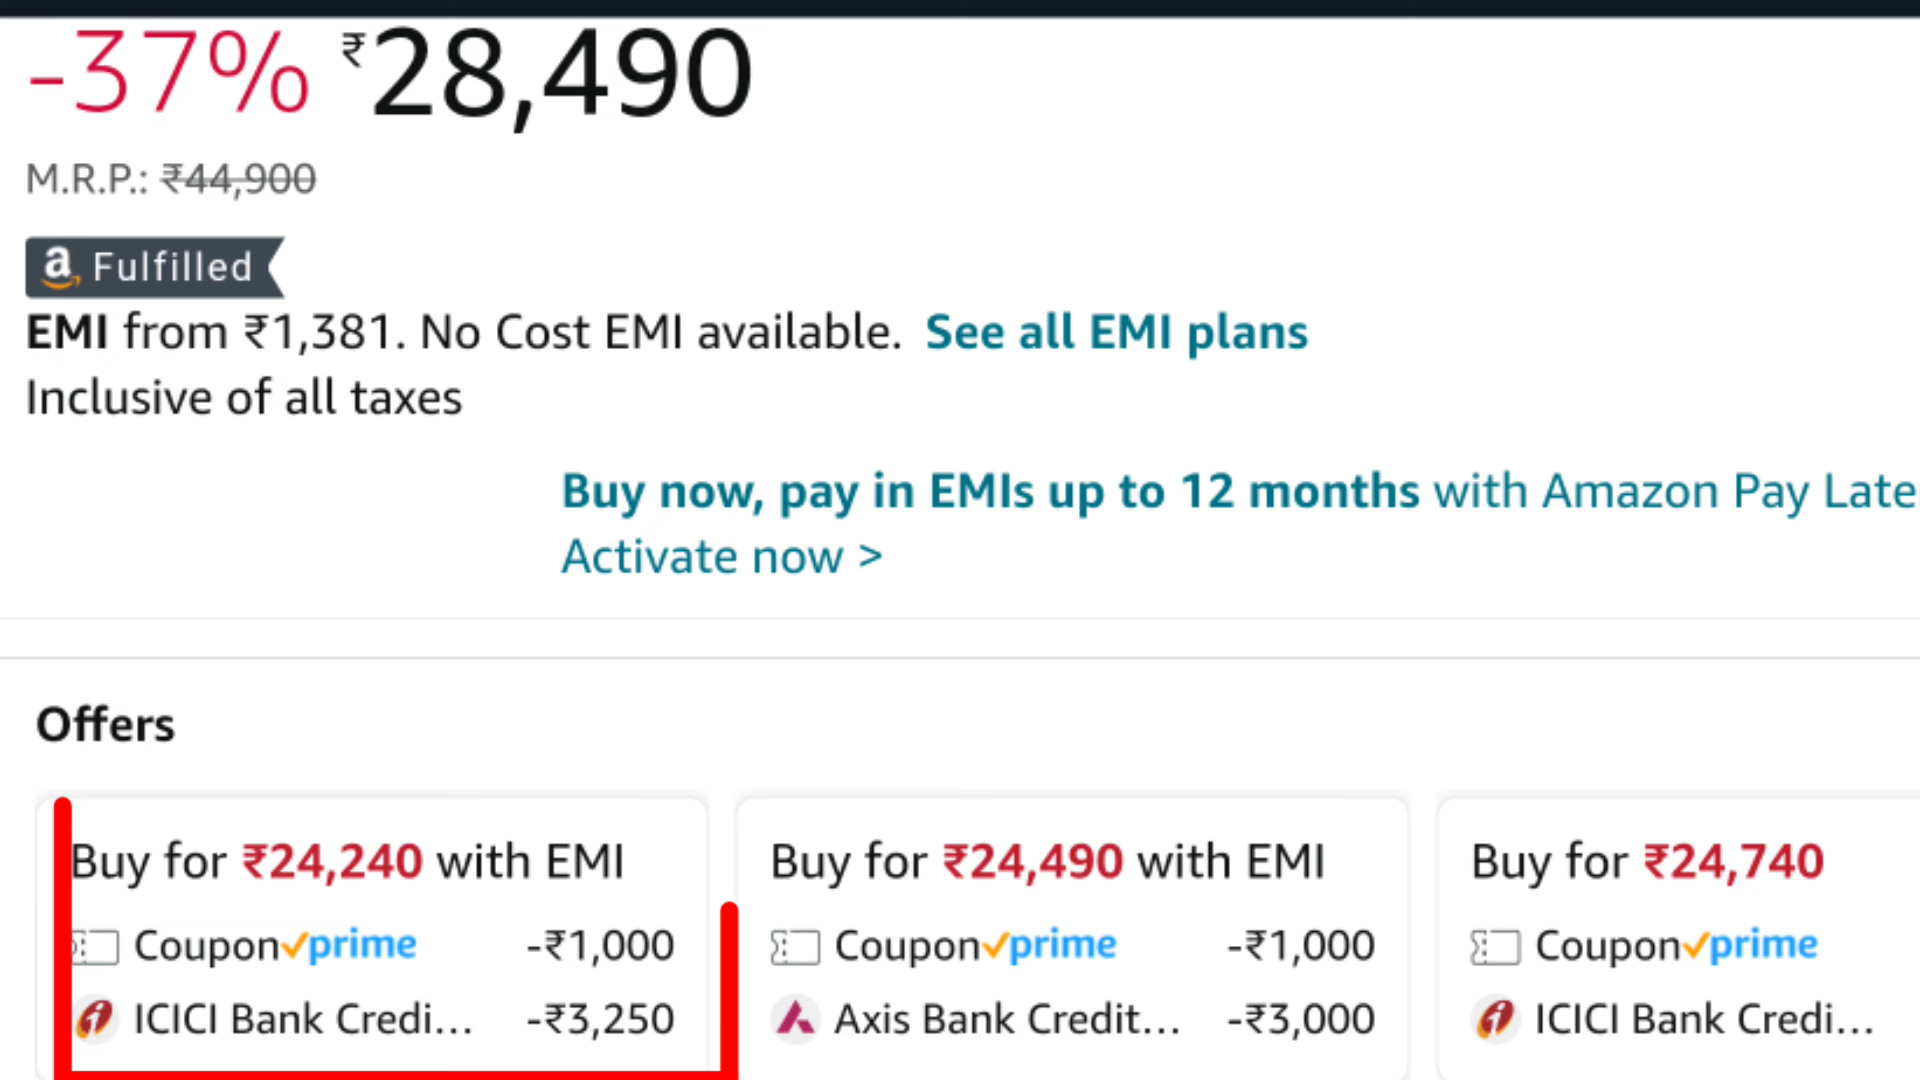 -37% ₹28,490
M.R.P.: ₹44,900
a Fulfilled
EMI from ₹1,381. No Cost EMI available. See all EMI plans
Inclusive of all taxes
Buy now, pay in EMIs up to 12 months with Amazon Pay Late
Activate now >
Offers
Buy for ₹24,240 with EMI
Coupon prime -₹1,000
ICICI Bank Credi... -₹3,250
Buy for ₹24,490 with EMI
Coupon prime -₹1,000
Axis Bank Credit... -₹3,000
Buy for ₹24,740
Coupon prime
ICICI Bank Credi...